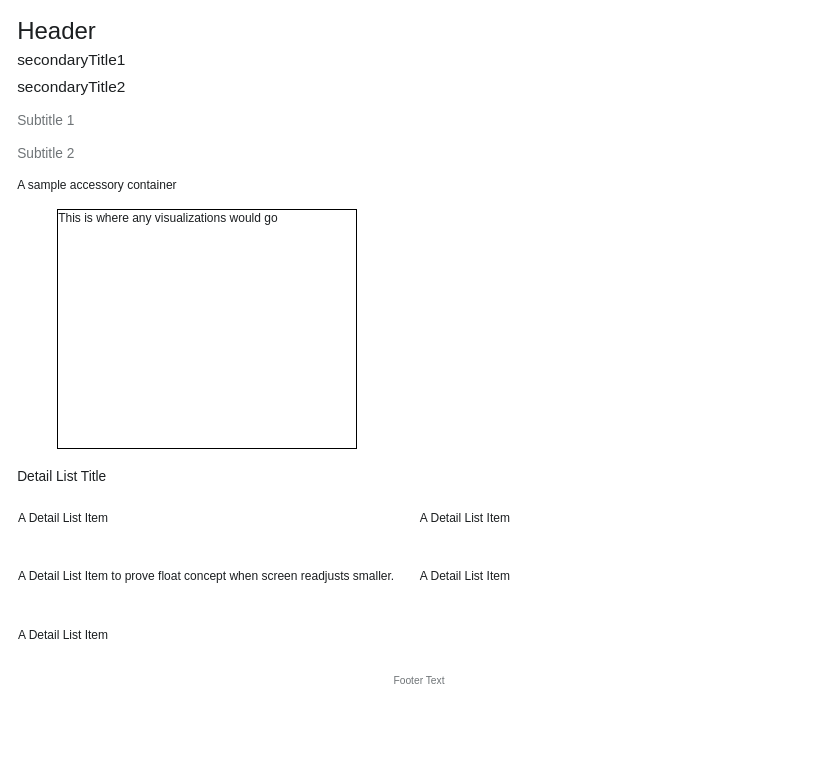 Header
secondaryTitle1
secondaryTitle2
Subtitle 1
Subtitle 2
A sample accessory container
This is where any visualizations would go
Detail List Title
A Detail List Item
A Detail List Item
A Detail List Item to prove float concept when screen readjusts smaller.
A Detail List Item
A Detail List Item
Footer Text